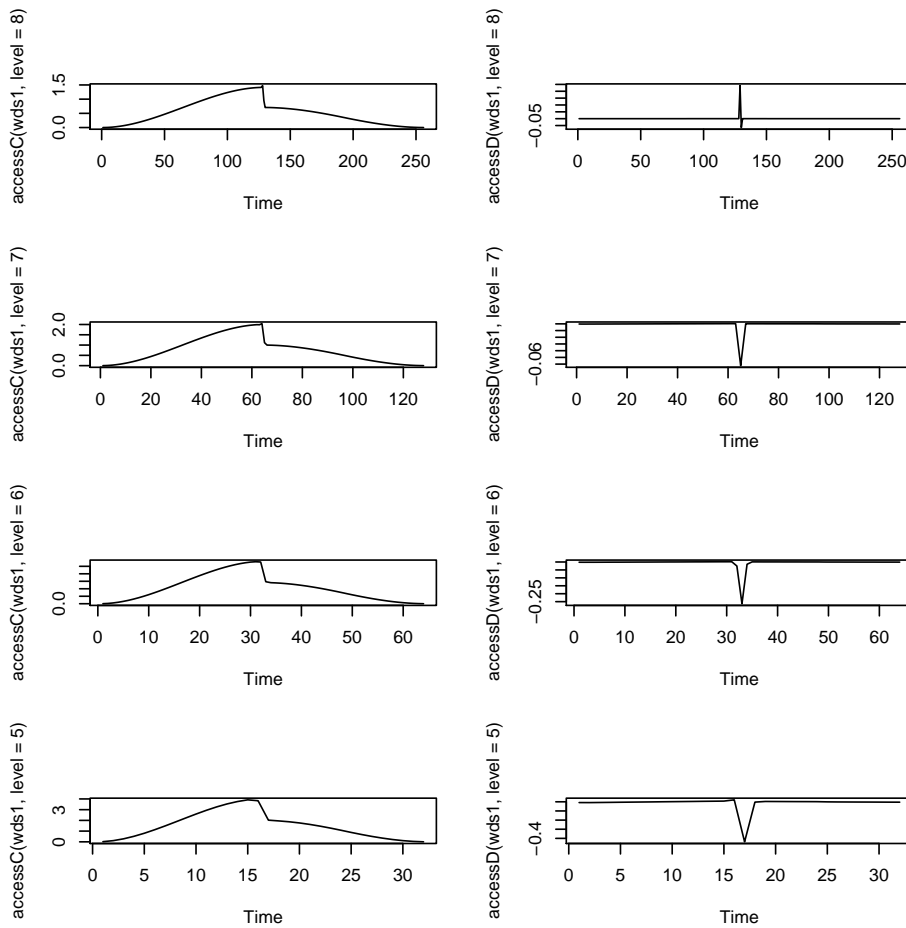 accessC(wds1, level = 8)
1.5
0.0
0 50 100 150 200 250
Time
accessD(wds1, level = 8)
−0.05
0 50 100 150 200 250
Time
accessC(wds1, level = 7)
2.0
0.0
0 20 40 60 80 100 120
Time
accessD(wds1, level = 7)
−0.06
0 20 40 60 80 100 120
Time
accessC(wds1, level = 6)
0.0
0 10 20 30 40 50 60
Time
accessD(wds1, level = 6)
−0.25
0 10 20 30 40 50 60
Time
accessC(wds1, level = 5)
3
0
0 5 10 15 20 25 30
Time
accessD(wds1, level = 5)
−0.4
0 5 10 15 20 25 30
Time